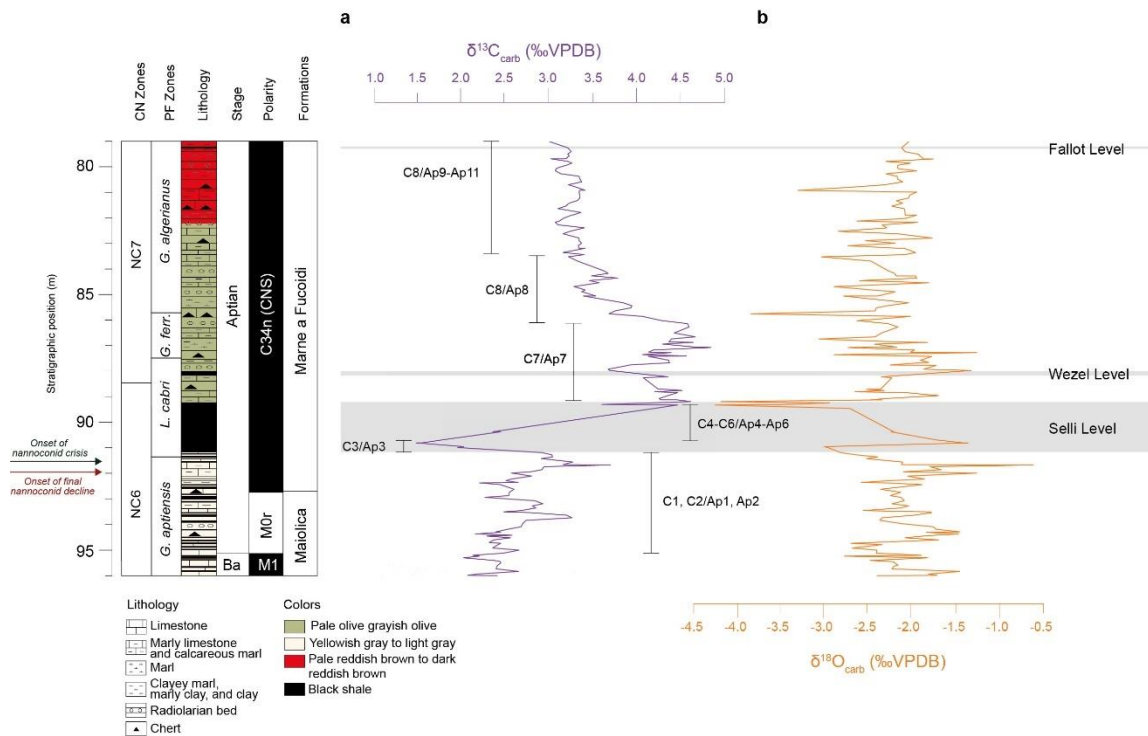 a
b
δ13Ccarb (‰VPDB)
1.0 1.5 2.0 2.5 3.0 3.5 4.0 4.5 5.0
CN Zones
PF Zones
Lithology
Stage
Polarity
Formations
Stratigraphic position (m)
80
85
90
95
NC7
NC6
G. algerianus
G. ferr.
L. cabri
G. aptiensis
Aptian
Ba
C34n (CNS)
M0r
M1
Marne a Fucoidi
Maiolica
Onset of
nannoconid crisis
Onset of final
nannoconid decline
C8/Ap9-Ap11
C8/Ap8
C7/Ap7
C4-C6/Ap4-Ap6
C3/Ap3
C1, C2/Ap1, Ap2
Fallot Level
Wezel Level
Selli Level
-4.5 -4.0 -3.5 -3.0 -2.5 -2.0 -1.5 -1.0 -0.5
δ18Ocarb (‰VPDB)
Lithology
Limestone
Marly limestone
and calcareous marl
Marl
Clayey marl,
marly clay, and clay
Radiolarian bed
Chert
Colors
Pale olive grayish olive
Yellowish gray to light gray
Pale reddish brown to dark
reddish brown
Black shale